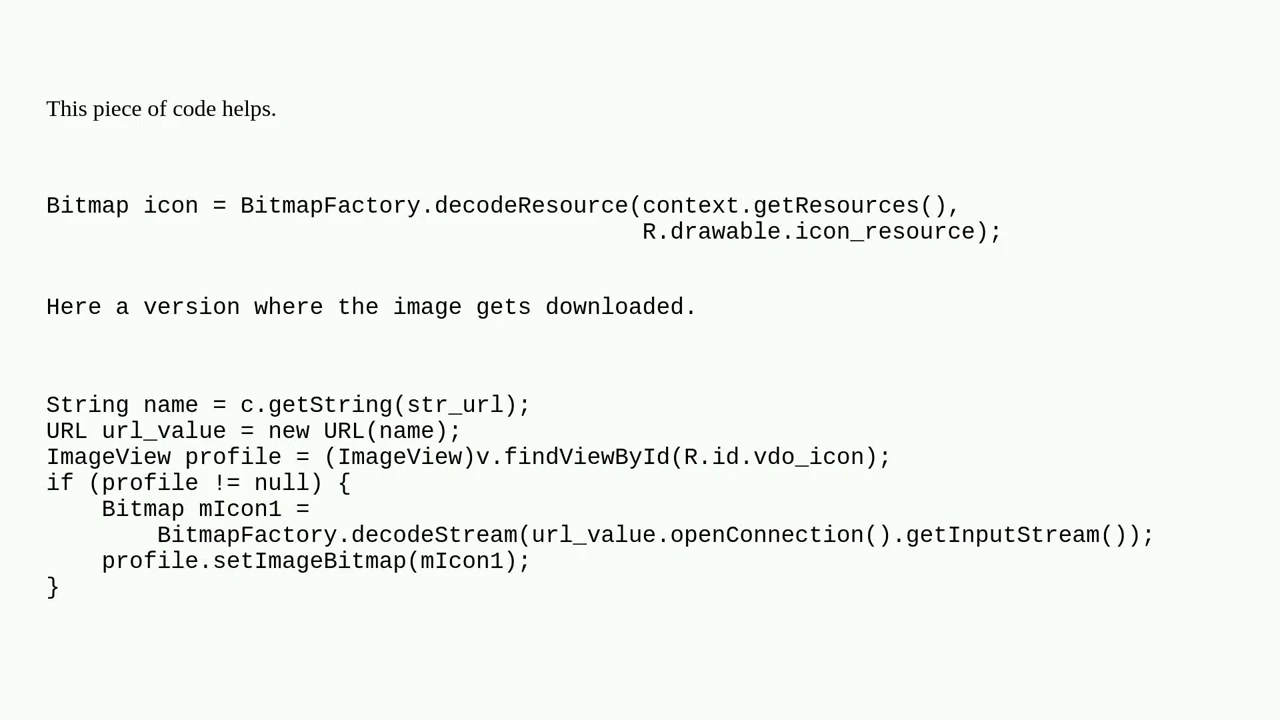 This piece of code helps.
Bitmap icon = BitmapFactory.decodeResource(context.getResources(),
                                           R.drawable.icon_resource);
Here a version where the image gets downloaded.
String name = c.getString(str_url);
URL url_value = new URL(name);
ImageView profile = (ImageView)v.findViewById(R.id.vdo_icon);
if (profile != null) {
    Bitmap mIcon1 =
        BitmapFactory.decodeStream(url_value.openConnection().getInputStream());
    profile.setImageBitmap(mIcon1);
}